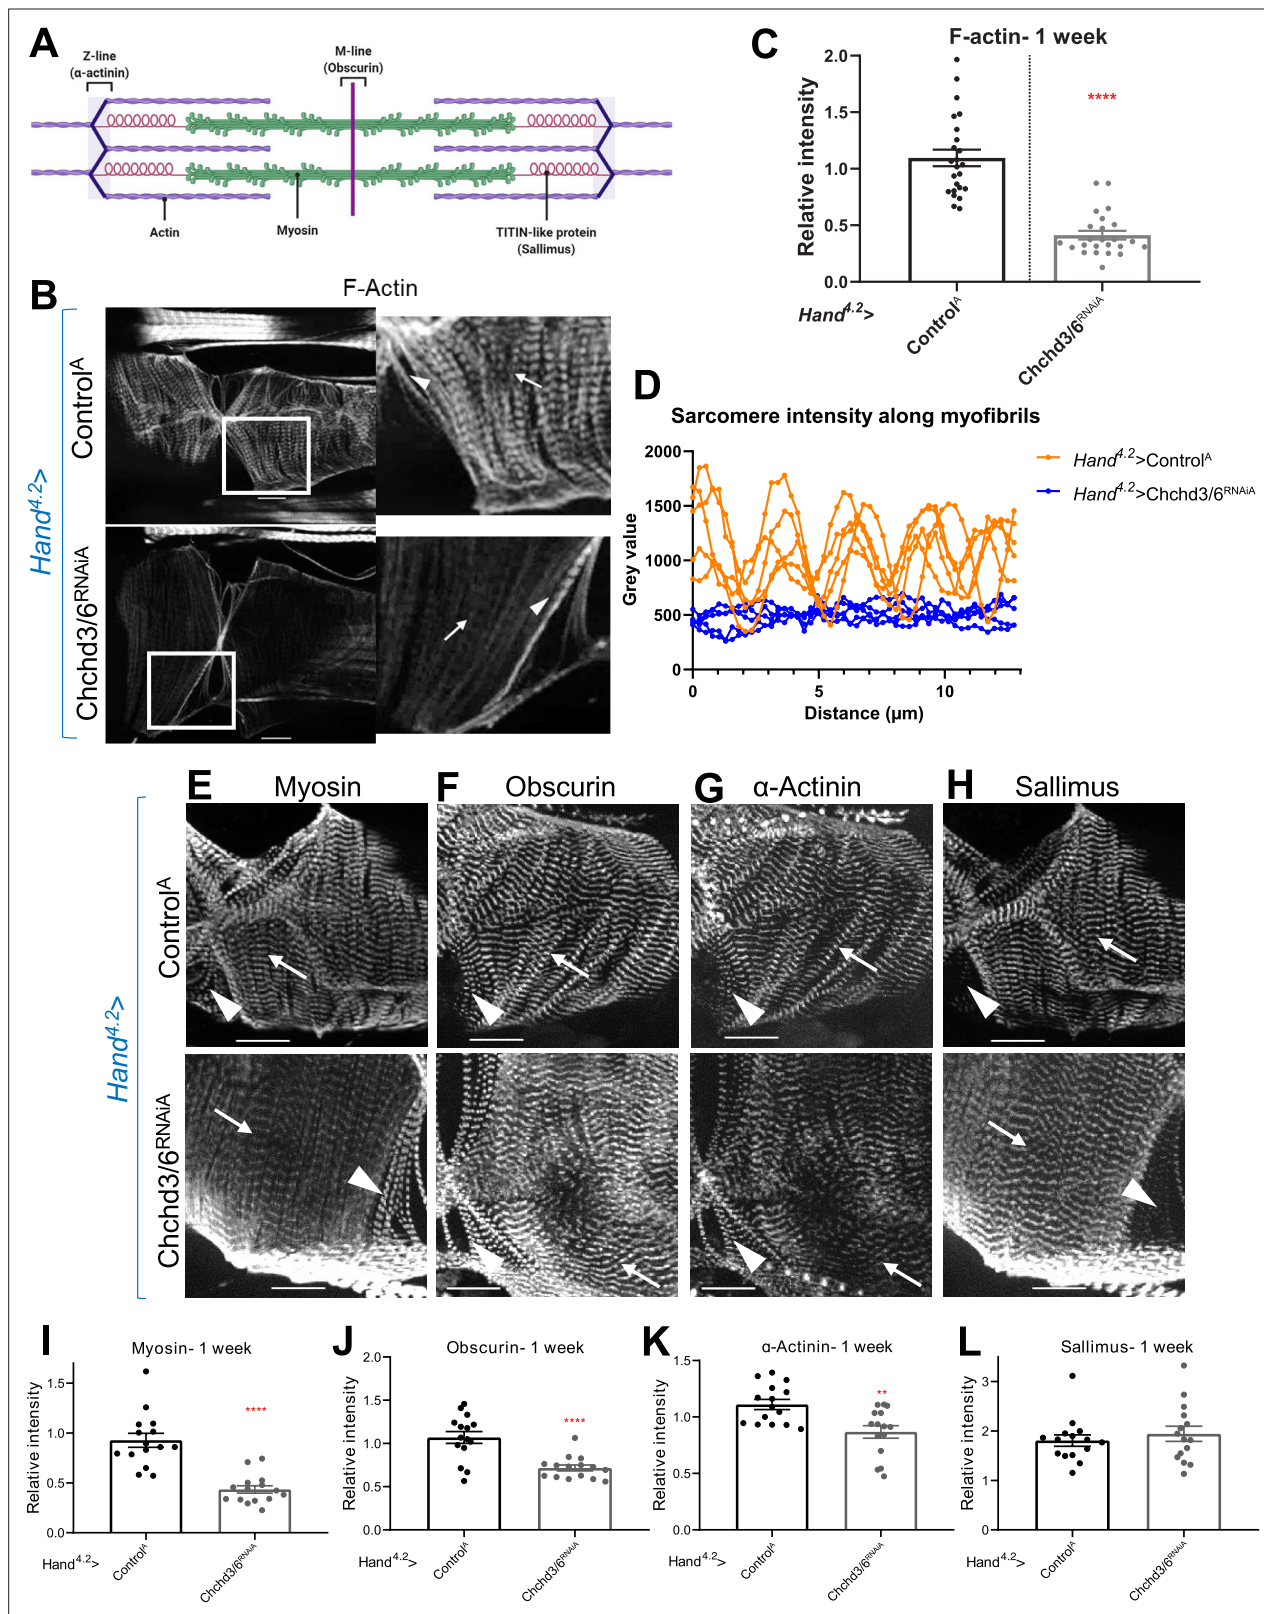 A
Z-line
(α-actinin)
M-line
(Obscurin)
Actin
Myosin
TITIN-like protein
(Sallimus)
B
F-Actin
Hand4.2>
ControlA
Chchd3/6RNAiA
C
F-actin- 1 week
Relative intensity
2.0
1.5
1.0
0.5
0.0
****
Hand4.2>
ControlA
Chchd3/6RNAiA
D
Sarcomere intensity along myofibrils
Grey value
2000
1500
1000
500
0
0 5 10
Distance (μm)
Hand4.2>ControlA
Hand4.2>Chchd3/6RNAiA
E Myosin
F Obscurin
G α-Actinin
H Sallimus
Hand4.2>
ControlA
Chchd3/6RNAiA
I
Myosin- 1 week
Relative intensity
1.5
1.0
0.5
0.0
****
Hand4.2>
ControlA
Chchd3/6RNAiA
J
Obscurin- 1 week
Relative intensity
2.0
1.5
1.0
0.5
0.0
****
Hand4.2>
ControlA
Chchd3/6RNAiA
K
α-Actinin- 1 week
Relative intensity
1.5
1.0
0.5
0.0
**
Hand4.2>
ControlA
Chchd3/6RNAiA
L
Sallimus- 1 week
Relative intensity
3
2
1
0
Hand4.2>
ControlA
Chchd3/6RNAiA